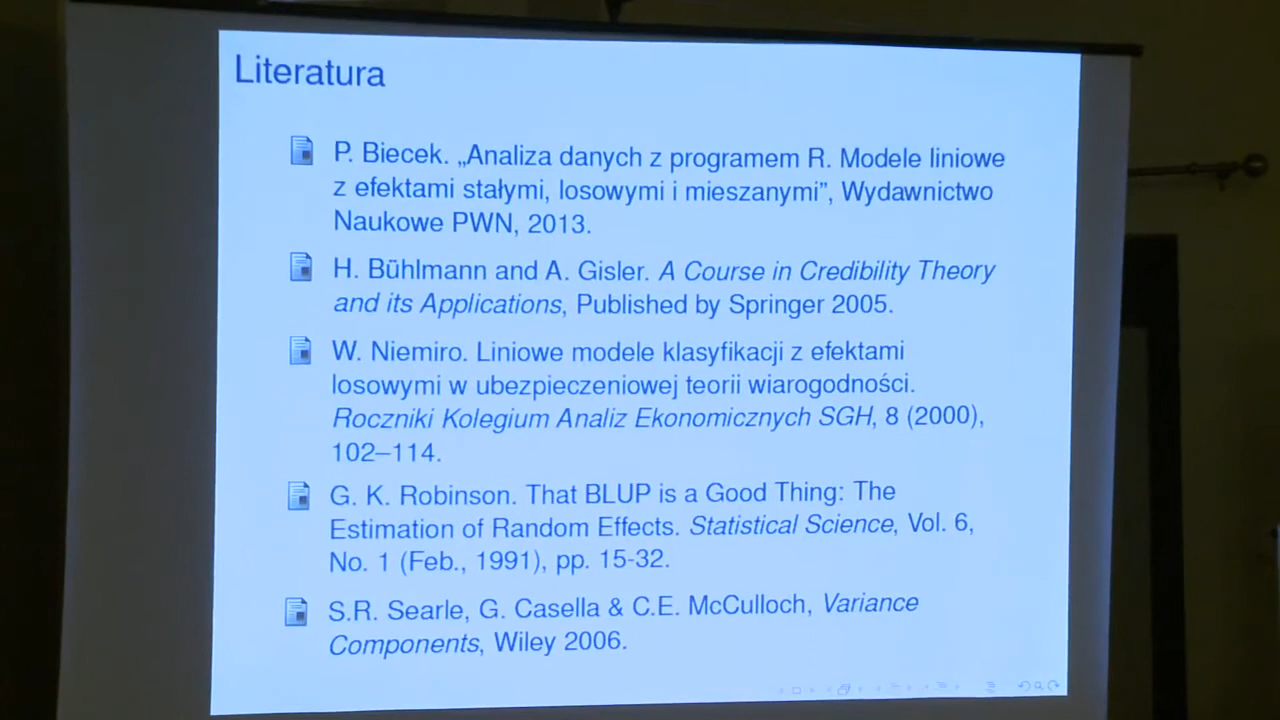 Literatura
P. Biecek. „Analiza danych z programem R. Modele liniowe
z efektami stałymi, losowymi i mieszanymi”, Wydawnictwo
Naukowe PWN, 2013.
H. Bühlmann and A. Gisler. A Course in Credibility Theory
and its Applications, Published by Springer 2005.
W. Niemiro. Liniowe modele klasyfikacji z efektami
losowymi w ubezpieczeniowej teorii wiarogodności.
Roczniki Kolegium Analiz Ekonomicznych SGH, 8 (2000),
102–114.
G. K. Robinson. That BLUP is a Good Thing: The
Estimation of Random Effects. Statistical Science, Vol. 6,
No. 1 (Feb., 1991), pp. 15-32.
S.R. Searle, G. Casella & C.E. McCulloch, Variance
Components, Wiley 2006.